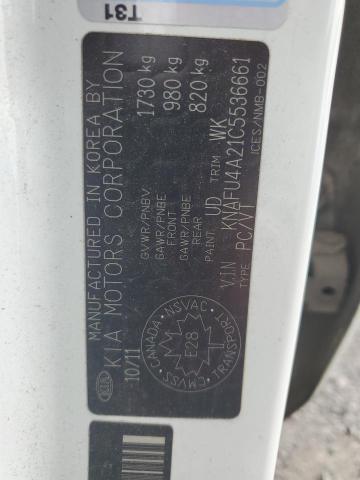 T31
MANUFACTURED IN KOREA BY
KIA MOTORS CORPORATION
KIA
10/11
GVWR/PNBV 1730 kg
GAWR/PNBE FRONT 980 kg
GAWR/PNBE REAR 820 kg
PAINT UD TRIM WK
V.I.N KNAFU4A21C5536661
TYPE PC/VT ICES/NMB-002
CANADA NSVAC
E28
CMVSS TRANSPORT